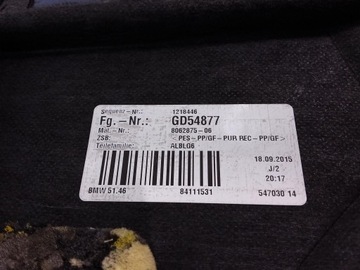 Sequenz-Nr.: 1218446
Fg.-Nr.: GD54877
Mat.-Nr.: 8062875-06
ZSB: <PES-PP/GF-PUR REC-PP/GF>
Teilefamilie: ALBLG6
18.09.2015
J/2
20:17
BMW 51.46 84111531 547030 14